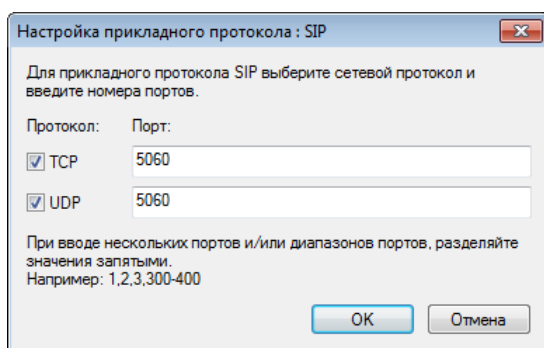 Настройка прикладного протокола : SIP
Для прикладного протокола SIP выберите сетевой протокол и
введите номера портов.
Протокол: Порт:
TCP 5060
UDP 5060
При вводе нескольких портов и/или диапазонов портов, разделяйте
значения запятыми.
Например: 1,2,3,300-400
OK Отмена